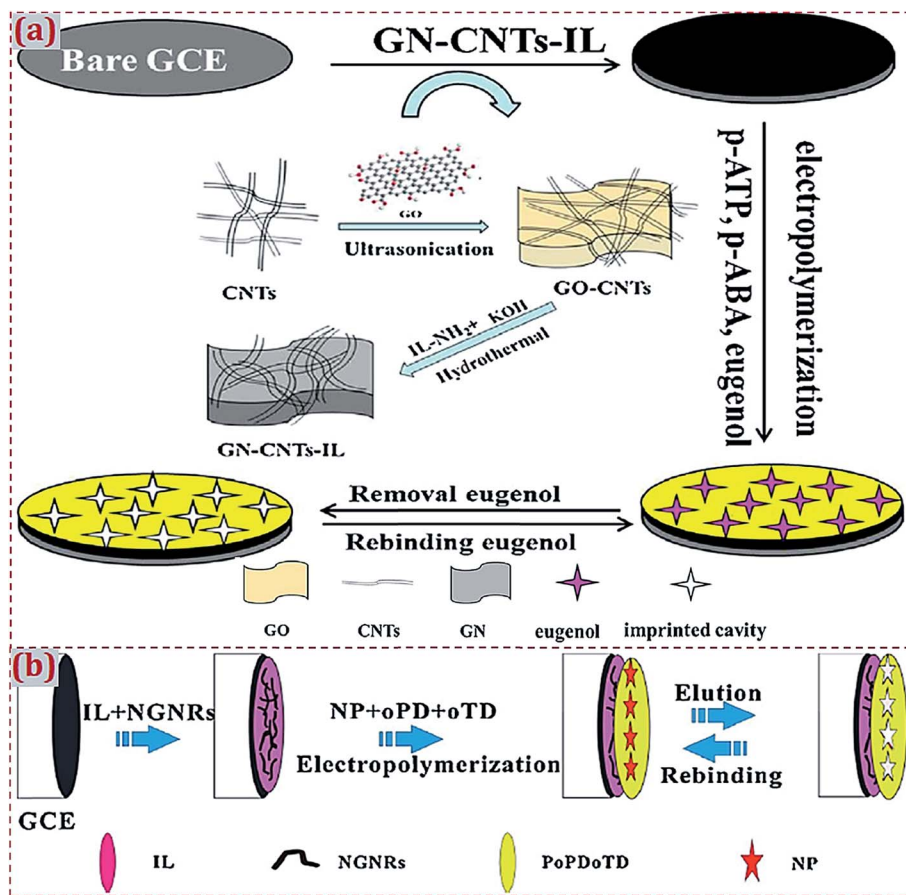 (a)
Bare GCE
GN-CNTs-IL
GO
Ultrasonication
CNTs
GO-CNTs
IL-NH2+ KOH
Hydrothermal
GN-CNTs-IL
electropolymerization
p-ATP, p-ABA, eugenol
Removal eugenol
Rebinding eugenol
GO
CNTs
GN
eugenol
imprinted cavity
(b)
IL+NGNRs
NP+oPD+oTD
Electropolymerization
Elution
Rebinding
GCE
IL
NGNRs
PoPDoTD
NP